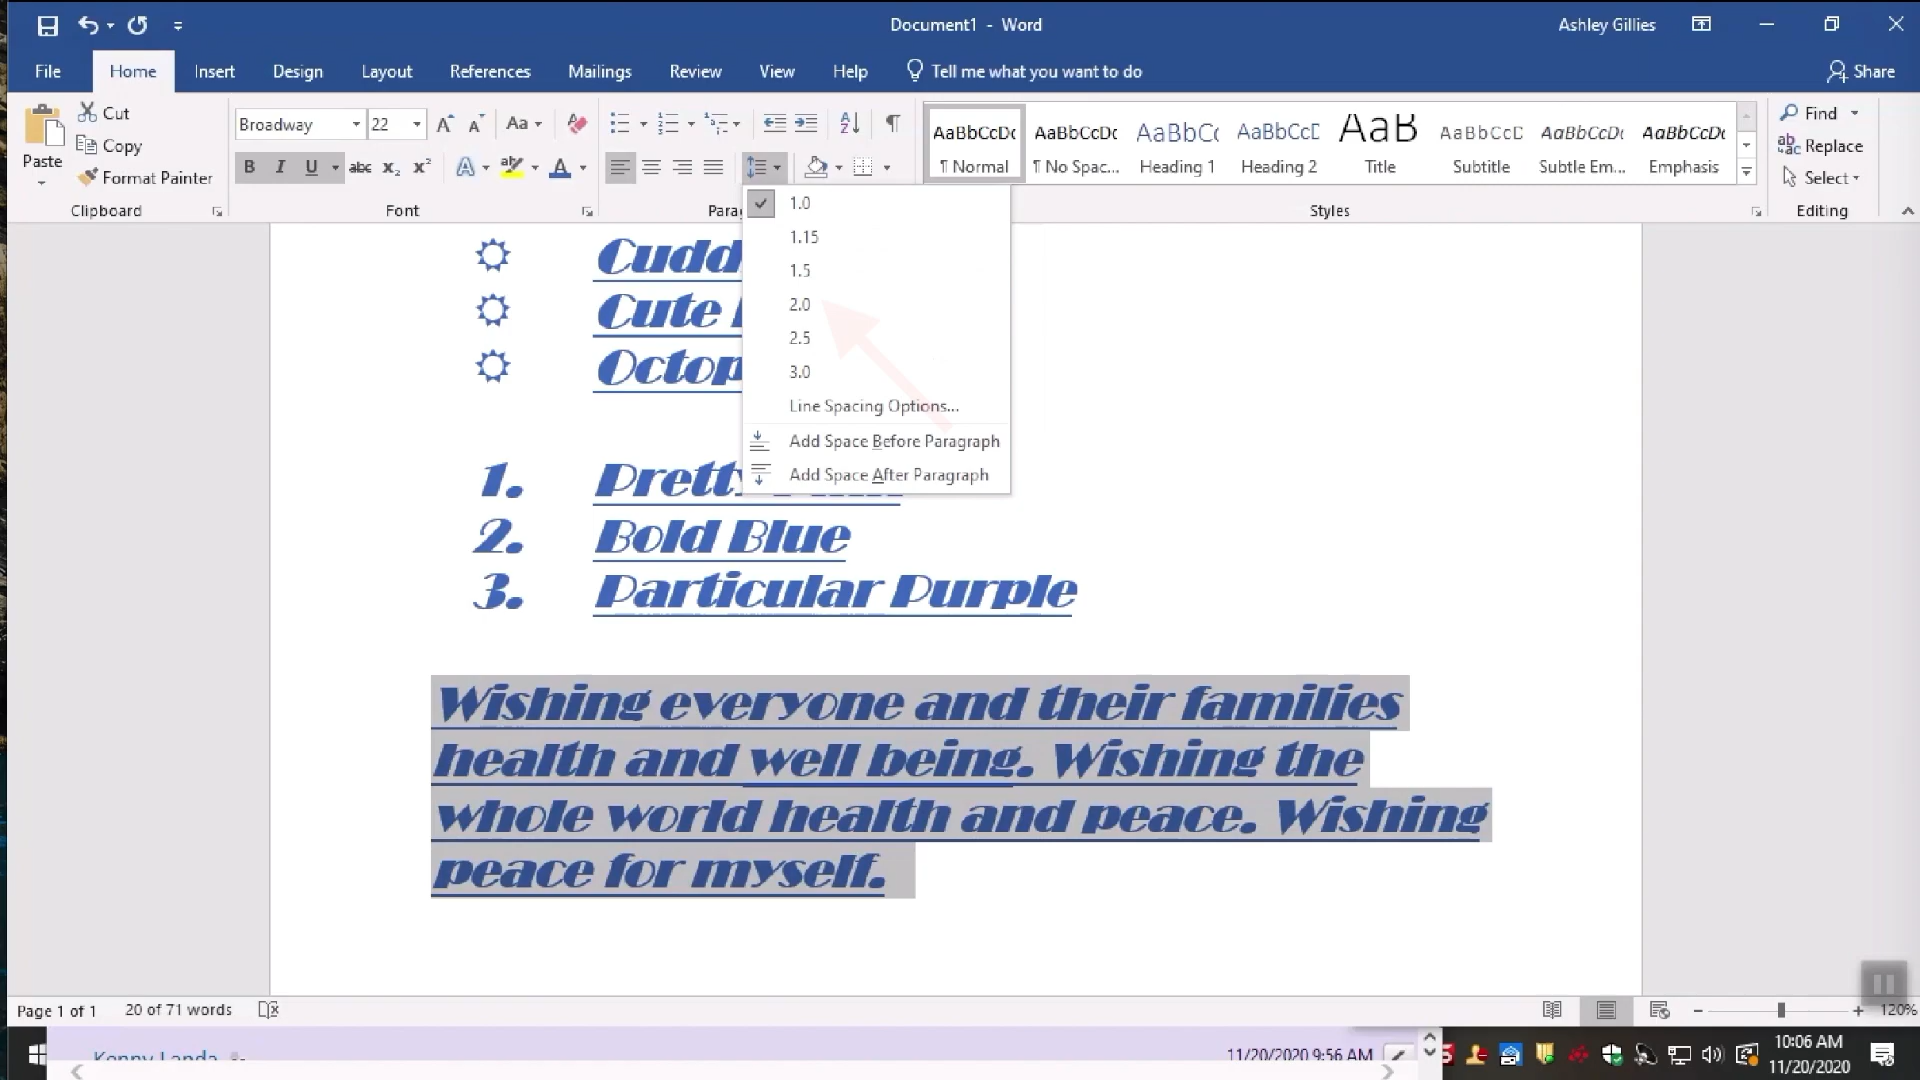 Document1 - Word
Ashley Gillies
File Home Insert Design Layout References Mailings Review View Help Tell me what you want to do
Share
Paste
Cut
Copy
Format Painter
Clipboard
Broadway 22
Font
AaBbCcDc AaBbCcDc AaBbC AaBbCcD AaB AaBbCcD AaBbCcDc AaBbCcDc
¶ Normal ¶ No Spac... Heading 1 Heading 2 Title Subtitle Subtle Em... Emphasis
Styles
Find
Replace
Select
Editing
1.0
1.15
1.5
2.0
2.5
3.0
Line Spacing Options...
Add Space Before Paragraph
Add Space After Paragraph
Cute
1. Pretty
2. Bold Blue
3. Particular Purple
Wishing everyone and their families
health and well being. Wishing the
whole world health and peace. Wishing
peace for myself.
Page 1 of 1 20 of 71 words
120%
Kenny Landa
11/20/2020 9:56 AM
10:06 AM
11/20/2020